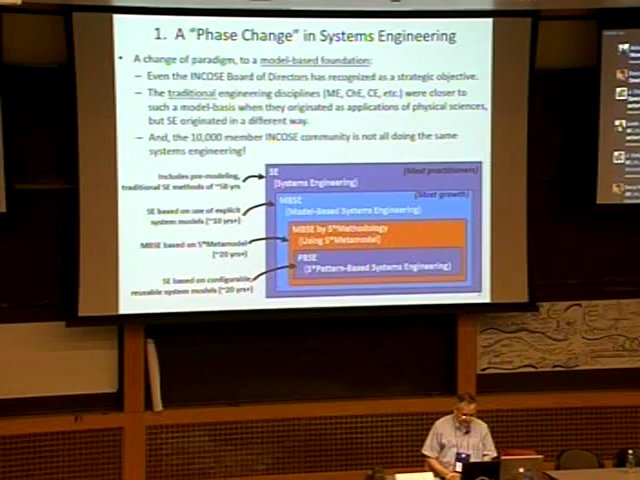 1. A “Phase Change” in Systems Engineering
• A change of paradigm, to a model-based foundation:
– Even the INCOSE Board of Directors has recognized as a strategic objective.
– The traditional engineering disciplines (ME, ChE, CE, etc.) were closer to
such a model-basis when they originated as applications of physical sciences,
but SE originated in a different way.
– And, the 10,000 member INCOSE community is not all doing the same
systems engineering!
Includes pre-modeling,
traditional SE methods of ~50 yrs
SE (Most practitioners)
(Systems Engineering)
SE based on use of explicit
system models (~10 yrs+)
MBSE (Most growth)
(Model-Based Systems Engineering)
MBSE based on S*Metamodel
(~20 yrs+)
MBSE by S*Methodology
(Using S*Metamodel)
SE based on configurable,
reusable system models (~20 yrs+)
PBSE
(S*Pattern-Based Systems Engineering)